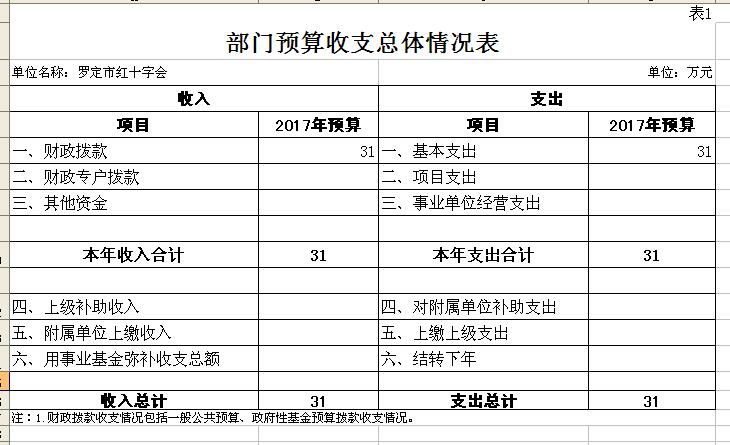 表1
部门预算收支总体情况表
单位名称：罗定市红十字会 单位：万元
收入 支出
项目 2017年预算 项目 2017年预算
一、财政拨款 31 一、基本支出 31
二、财政专户拨款 二、项目支出
三、其他资金 三、事业单位经营支出
本年收入合计 31 本年支出合计 31
四、上级补助收入 四、对附属单位补助支出
五、附属单位上缴收入 五、上缴上级支出
六、用事业基金弥补收支总额 六、结转下年
收入总计 31 支出总计 31
注：1.财政拨款收支情况包括一般公共预算、政府性基金预算拨款收支情况。